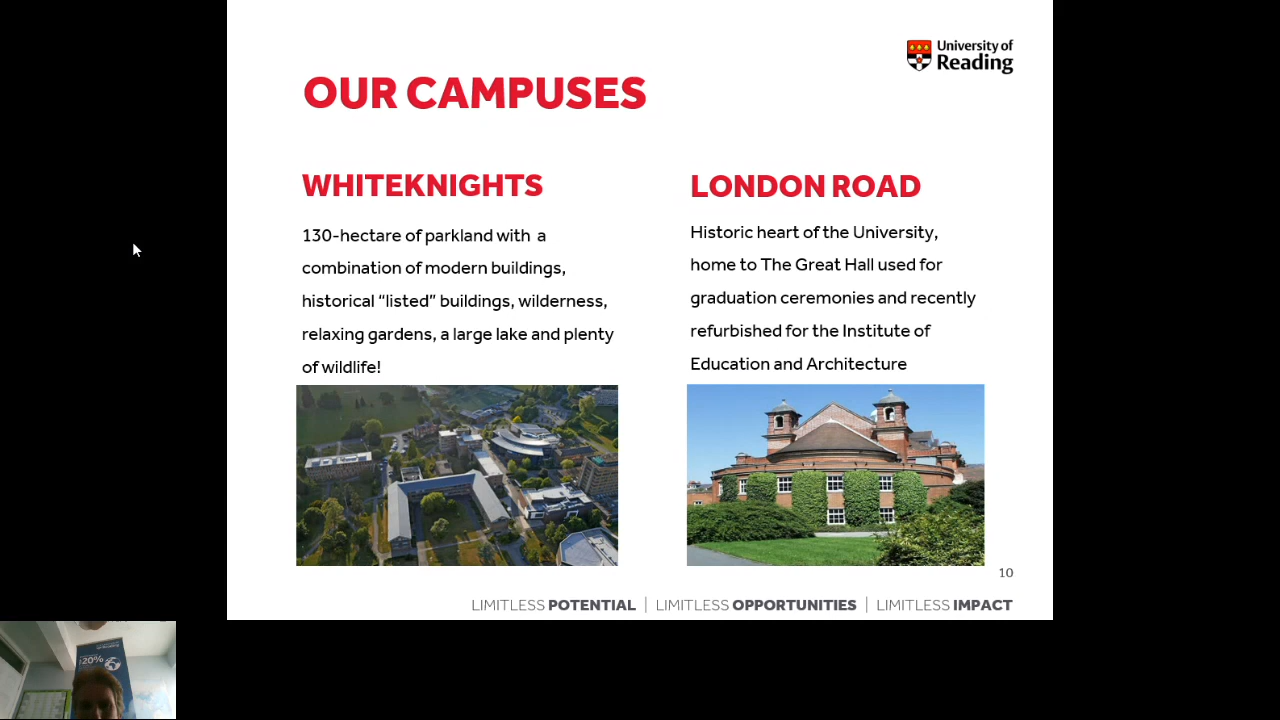 University of
Reading
OUR CAMPUSES
WHITEKNIGHTS
130-hectare of parkland with a
combination of modern buildings,
historical “listed” buildings, wilderness,
relaxing gardens, a large lake and plenty
of wildlife!
LONDON ROAD
Historic heart of the University,
home to The Great Hall used for
graduation ceremonies and recently
refurbished for the Institute of
Education and Architecture
10
LIMITLESS POTENTIAL | LIMITLESS OPPORTUNITIES | LIMITLESS IMPACT
20%